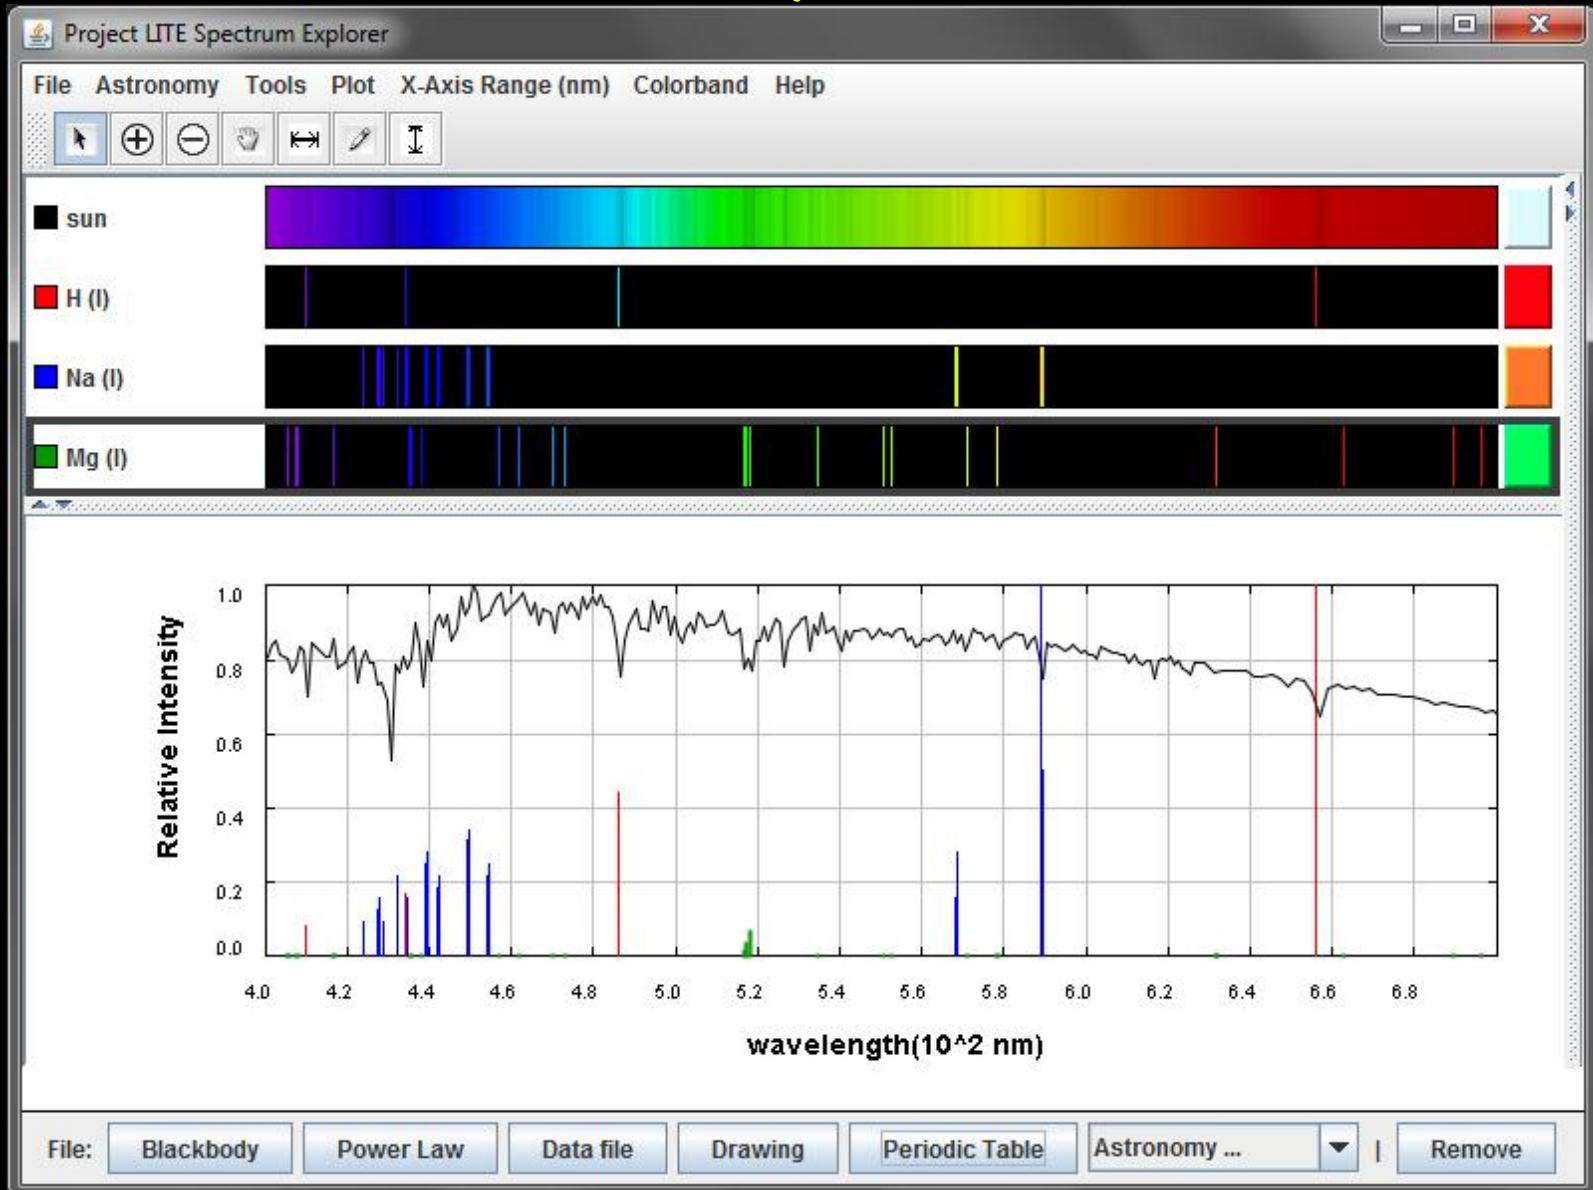 Project LITE Spectrum Explorer
File Astronomy Tools Plot X-Axis Range (nm) Colorband Help
sun
H (I)
Na (I)
Mg (I)
1.0
0.8
0.6
0.4
0.2
0.0
Relative Intensity
4.0 4.2 4.4 4.6 4.8 5.0 5.2 5.4 5.6 5.8 6.0 6.2 6.4 6.6 6.8
wavelength(10^2 nm)
File: Blackbody Power Law Data file Drawing Periodic Table Astronomy ... | Remove